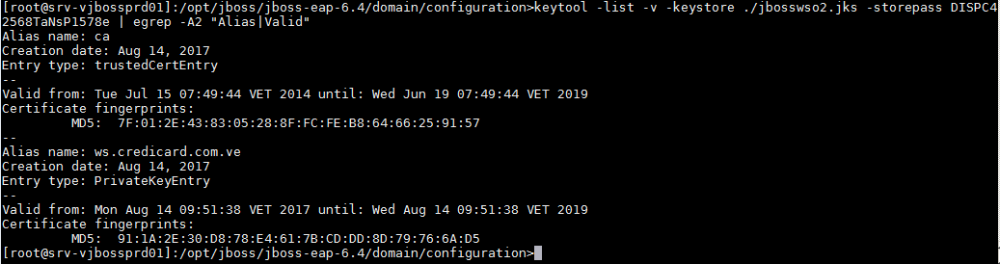 [root@srv-vjbossprd01]:/opt/jboss/jboss-eap-6.4/domain/configuration>keytool -list -v -keystore ./jbosswso2.jks -storepass DISPC4
2568TaNsP1578e | egrep -A2 "Alias|Valid"
Alias name: ca
Creation date: Aug 14, 2017
Entry type: trustedCertEntry
--
Valid from: Tue Jul 15 07:49:44 VET 2014 until: Wed Jun 19 07:49:44 VET 2019
Certificate fingerprints:
MD5:  7F:01:2E:43:83:05:28:8F:FC:FE:B8:64:66:25:91:57
--
Alias name: ws.credicard.com.ve
Creation date: Aug 14, 2017
Entry type: PrivateKeyEntry
--
Valid from: Mon Aug 14 09:51:38 VET 2017 until: Wed Aug 14 09:51:38 VET 2019
Certificate fingerprints:
MD5:  91:1A:2E:30:D8:78:E4:61:7B:CD:DD:8D:79:76:6A:D5
[root@srv-vjbossprd01]:/opt/jboss/jboss-eap-6.4/domain/configuration>